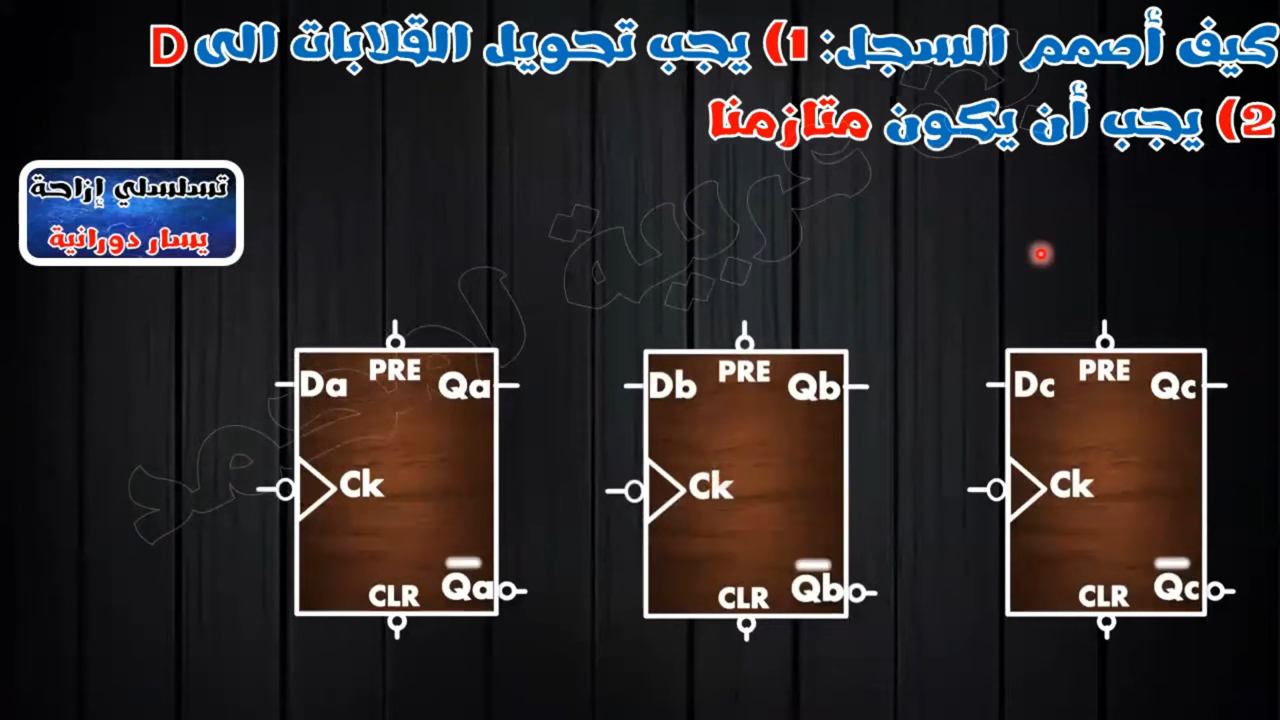 كيف أصمم السجل: 1) يجب تحويل القلابات الى D
2) يجب أن يكون متازمنا
تسلسلي إزاحة
يسار دورانية
PRE
Da
Qa
Ck
CLR
Qa
PRE
Db
Qb
Ck
CLR
Qb
PRE
Dc
Qc
Ck
CLR
Qc